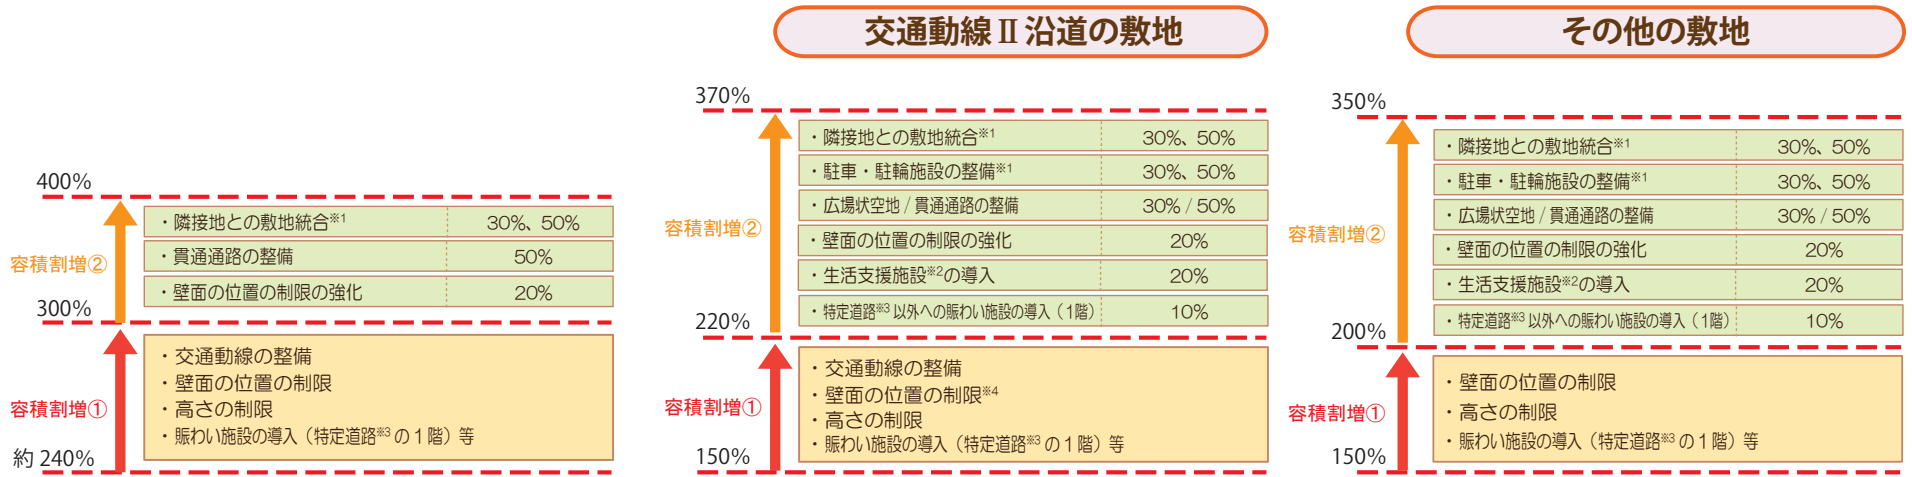 400%
容積割増②
・隣接地との敷地統合※1 30%、50%
・貫通通路の整備 50%
・壁面の位置の制限の強化 20%
300%
容積割増①
・交通動線の整備
・壁面の位置の制限
・高さの制限
・賑わい施設の導入（特定道路※3 の 1 階）等
約 240%
交通動線Ⅱ沿道の敷地
370%
容積割増②
・隣接地との敷地統合※1 30%、50%
・駐車・駐輪施設の整備※1 30%、50%
・広場状空地 / 貫通通路の整備 30% / 50%
・壁面の位置の制限の強化 20%
・生活支援施設※2の導入 20%
・特定道路※3 以外への賑わい施設の導入（1階） 10%
220%
容積割増①
・交通動線の整備
・壁面の位置の制限※4
・高さの制限
・賑わい施設の導入（特定道路※3 の 1 階）等
150%
その他の敷地
350%
容積割増②
・隣接地との敷地統合※1 30%、50%
・駐車・駐輪施設の整備※1 30%、50%
・広場状空地 / 貫通通路の整備 30% / 50%
・壁面の位置の制限の強化 20%
・生活支援施設※2の導入 20%
・特定道路※3 以外への賑わい施設の導入（1階） 10%
200%
容積割増①
・壁面の位置の制限
・高さの制限
・賑わい施設の導入（特定道路※3 の 1 階）等
150%